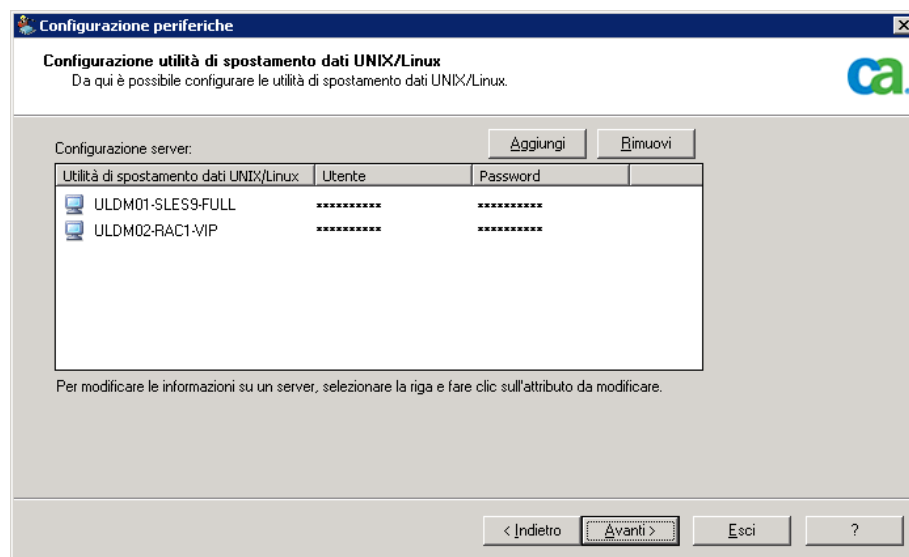 Configurazione periferiche
Configurazione utilità di spostamento dati UNIX/Linux
Da qui è possibile configurare le utilità di spostamento dati UNIX/Linux.
ca.
Configurazione server:
Aggiungi Rimuovi
Utilità di spostamento dati UNIX/Linux Utente Password
ULDM01-SLES9-FULL ********** **********
ULDM02-RAC1-VIP ********** **********
Per modificare le informazioni su un server, selezionare la riga e fare clic sull'attributo da modificare.
< Indietro Avanti > Esci ?